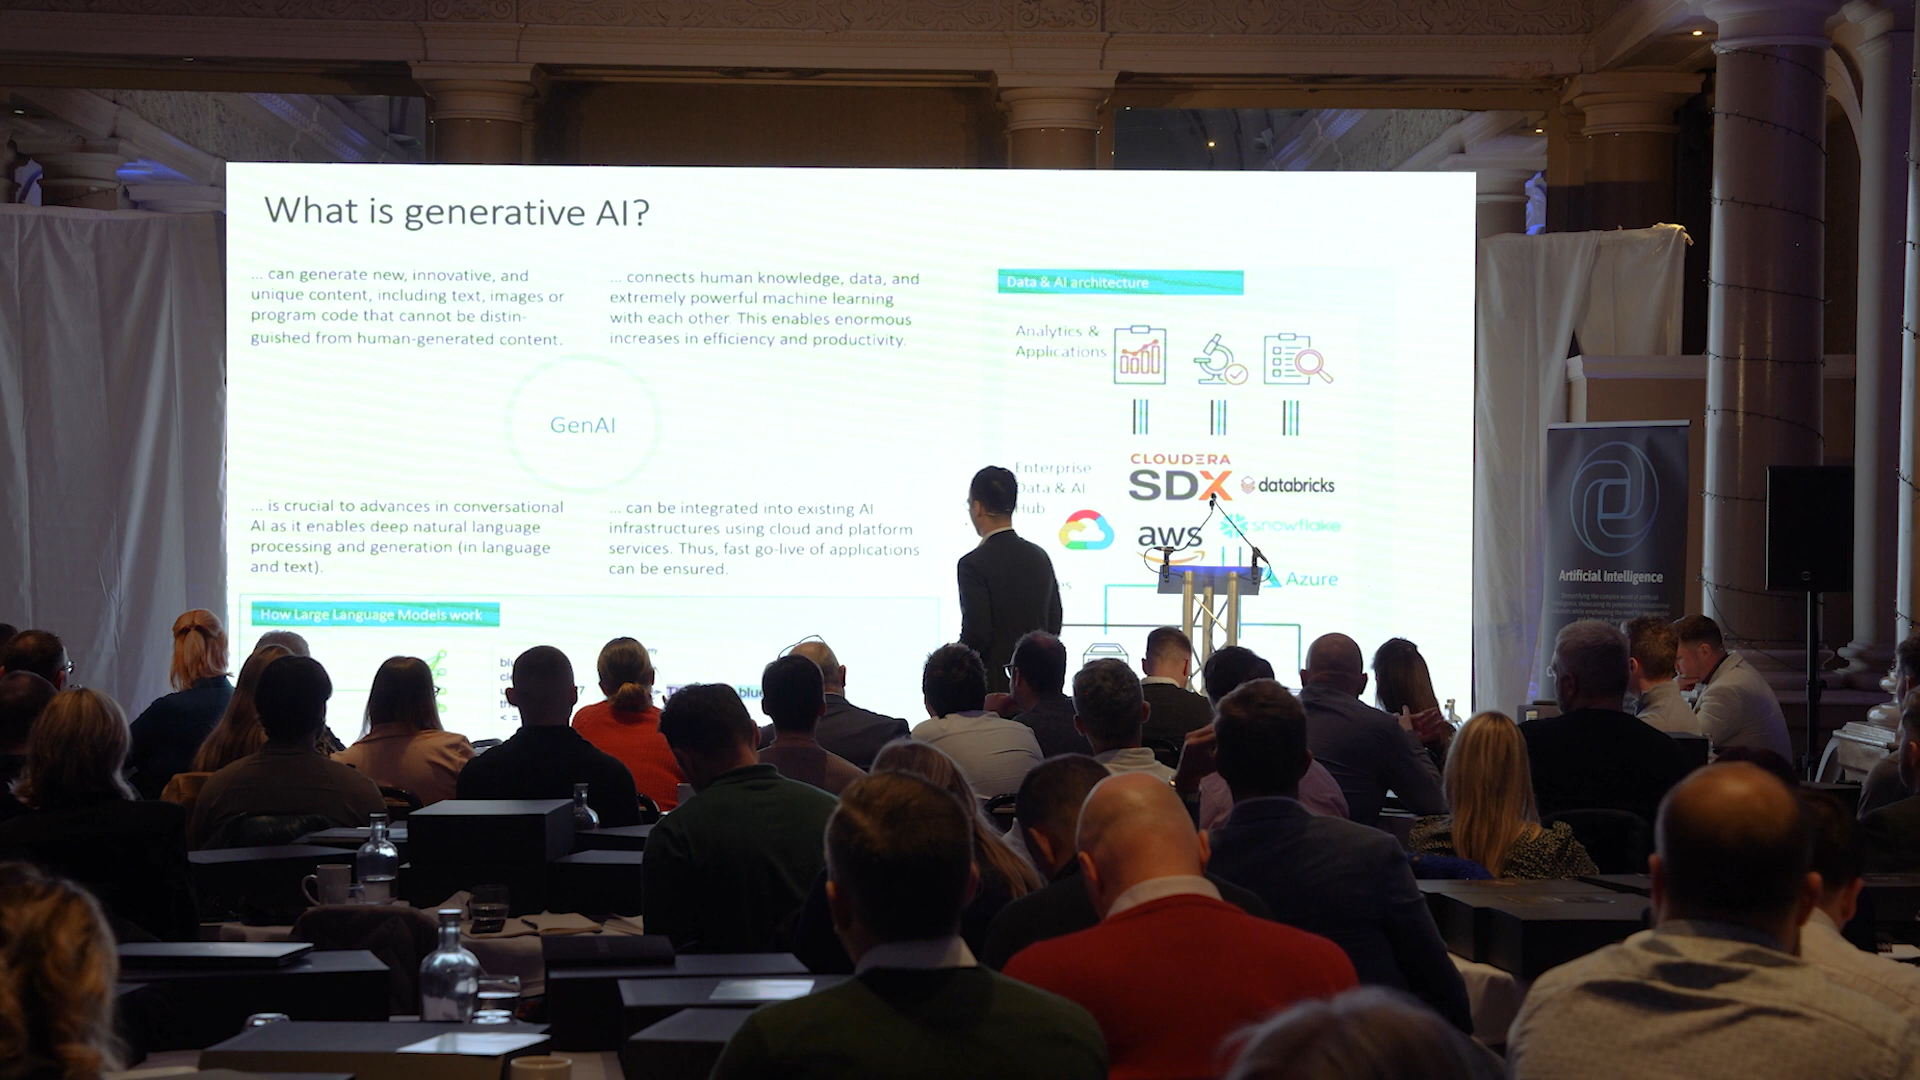 What is generative AI?
... can generate new, innovative, and
unique content, including text, images or
program code that cannot be distin-
guished from human-generated content.
... connects human knowledge, data, and
extremely powerful machine learning
with each other. This enables enormous
increases in efficiency and productivity.
GenAI
... is crucial to advances in conversational
AI as it enables deep natural language
processing and generation (in language
and text).
... can be integrated into existing AI
infrastructures using cloud and platform
services. Thus, fast go-live of applications
can be ensured.
How Large Language Models work
Data & AI architecture
Analytics &
Applications
Enterprise
Data & AI
Hub
CLOUDERA
SDX
databricks
aws
snowflake
Azure
Artificial Intelligence